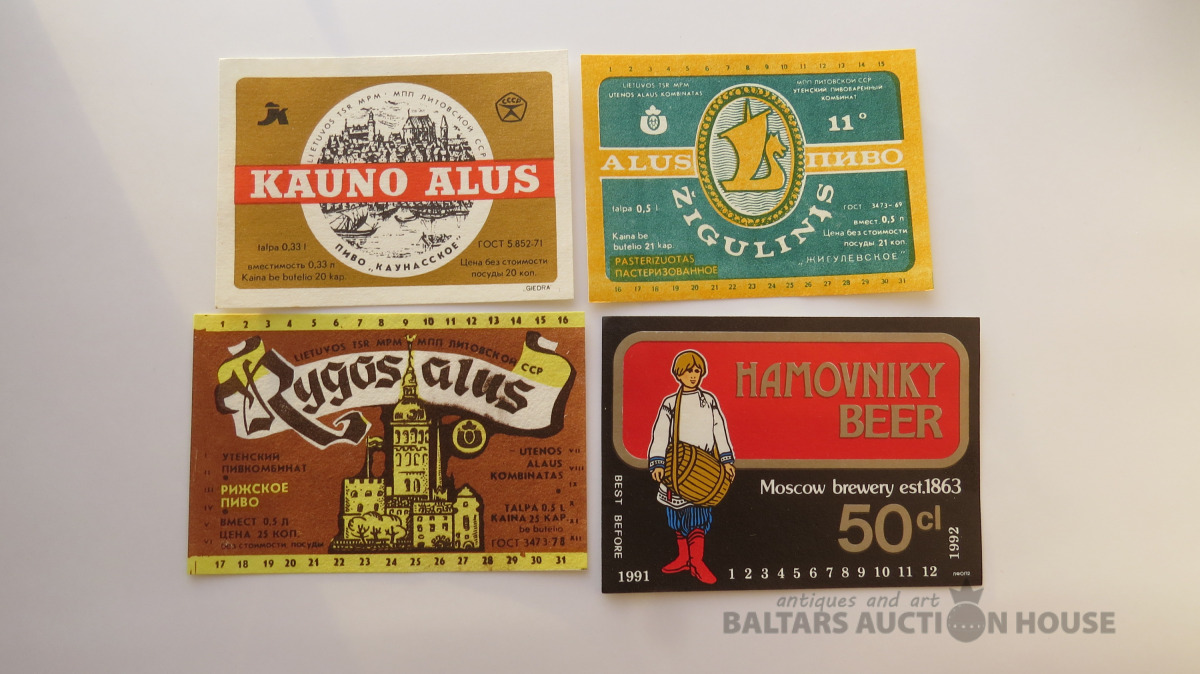 LIETUVOS TSR MPM · МПП ЛИТОВСКОЙ ССР
СССР
KAUNO ALUS
talpa 0,33 l
вместимость 0,33 л
Kaina be butelio 20 kap.
ПИВО „КАУНАССКОЕ"
ГОСТ 5.852-71
Цена без стоимости
посуды 20 коп.
„GIEDRA
1 2 3 4 5 6 7 8 9 10 11 12 13 14 15
LIETUVOS TSR MPM
UTENOS ALAUS KOMBINATAS
МПП ЛИТОВСКОЙ ССР
УТЕНСКИЙ ПИВОВАРЕННЫЙ
КОМБИНАТ
11°
ALUS ПИВО
ŽIGULINIS
talpa 0,5 l
Kaina be
butelio 21 kap.
PASTERIZUOTAS
ПАСТЕРИЗОВАННОЕ
ГОСТ 3473-69
вмест. 0,5 л
Цена без стоимости
посуды 21 коп.
„ЖИГУЛЕВСКОЕ"
16 17 18 19 20 21 22 23 24 25 26 27 28 29 30 31
1 2 3 4 5 6 7 8 9 10 11 12 13 14 15 16
LIETUVOS TSR MPM МПП ЛИТОВСКОЙ ССР
Rygos alus
УТЕНСКИЙ
ПИВКОМБИНАТ
РИЖСКОЕ
ПИВО
ВМЕСТ 0,5 Л
ЦЕНА 25 КОП.
без стоимости посуды
UTENOS
ALAUS
KOMBINATAS
TALPA 0,5 L
KAINA 25 KAP.
be butelio
ГОСТ 3473-78
17 18 19 20 21 22 23 24 25 26 27 28 29 30 31
HAMOVNIKY
BEER
Moscow brewery est.1863
50 cl
BEST BEFORE
1991
1 2 3 4 5 6 7 8 9 10 11 12
1992
antiques and art
BALTARS AUCTION HOUSE